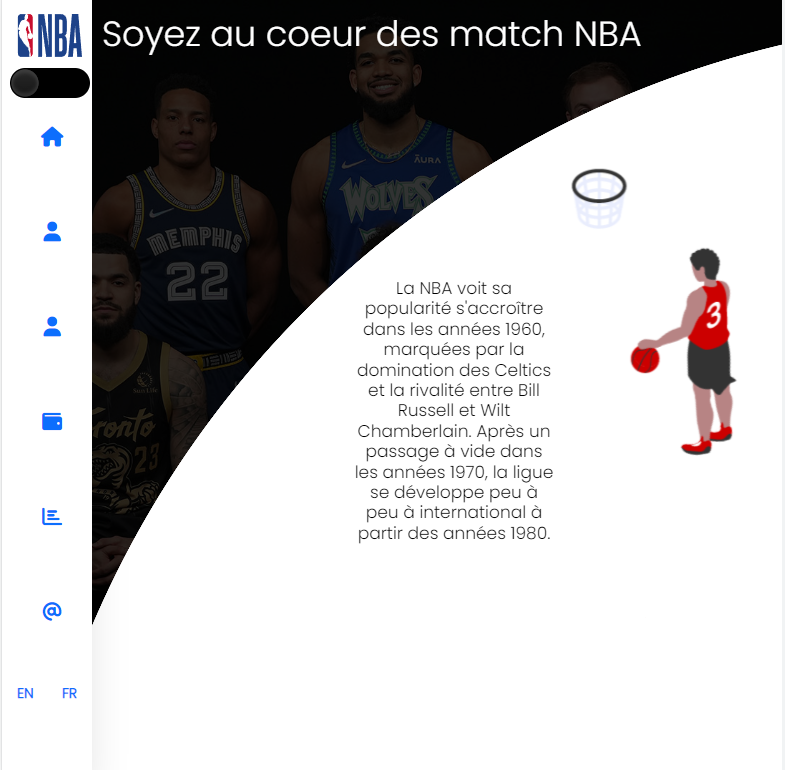 NBA
Soyez au coeur des match NBA
AURA
WOLVES
MEMPHIS
22
Sun Life
23
3
La NBA voit sa
popularité s'accroître
dans les années 1960,
marquées par la
domination des Celtics
et la rivalité entre Bill
Russell et Wilt
Chamberlain. Après un
passage à vide dans
les années 1970, la ligue
se développe peu à
peu à international à
partir des années 1980.
@
EN FR